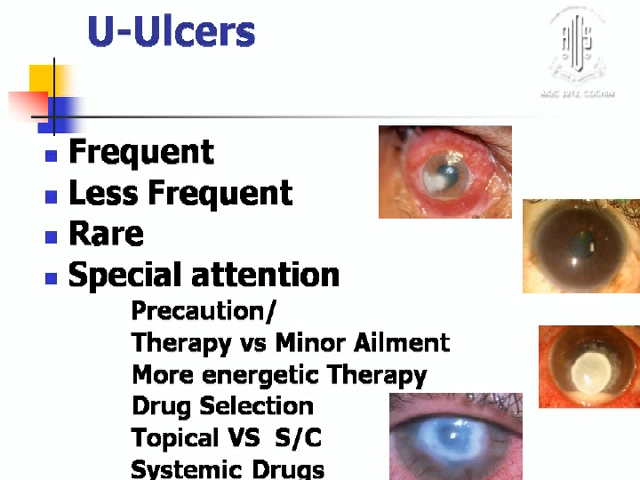 U-Ulcers
AIOC 2012, COCHIN
Frequent
Less Frequent
Rare
Special attention
Precaution/
Therapy vs Minor Ailment
More energetic Therapy
Drug Selection
Topical VS S/C
Systemic Drugs